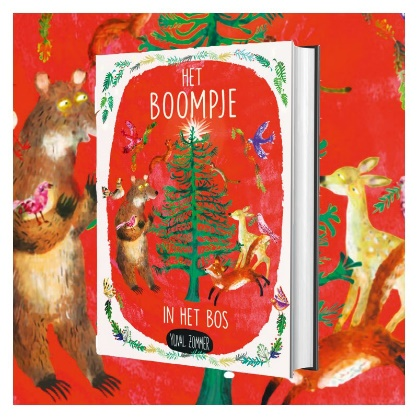 HET
BOOMPJE
IN HET BOS
YUVAL ZOMMER